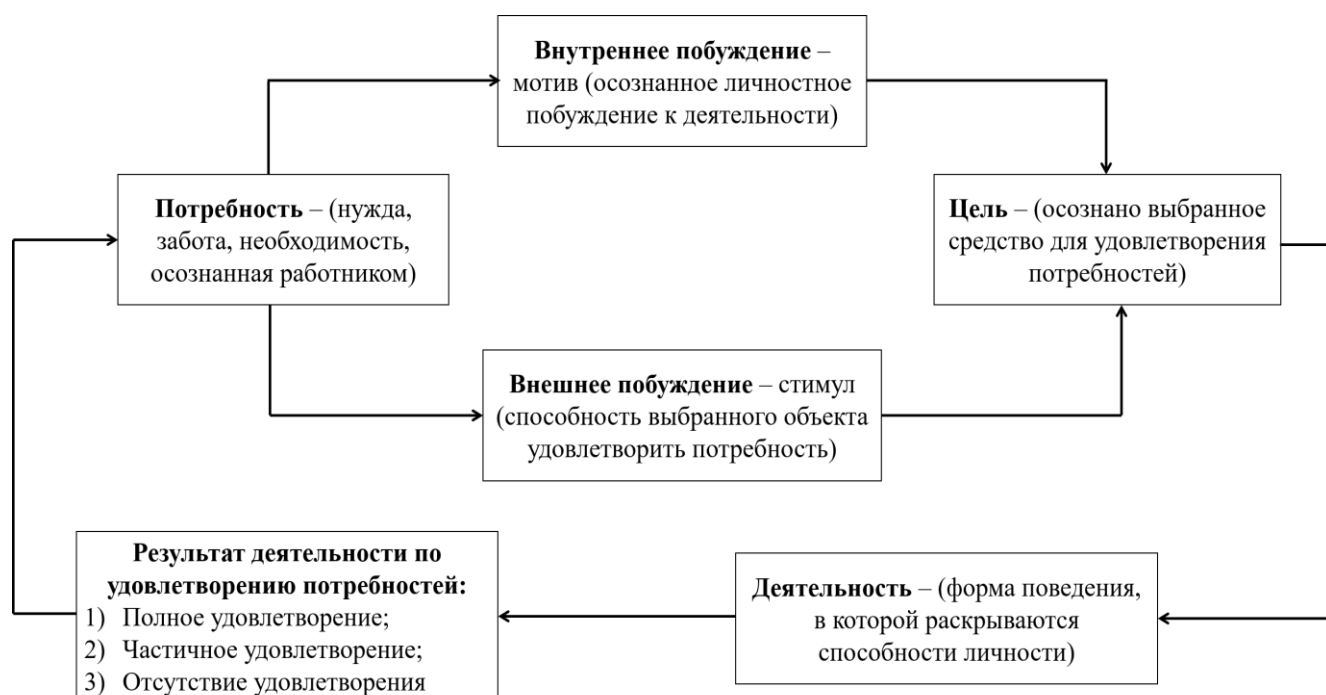 Внутреннее побуждение –
мотив (осознанное личностное
побуждение к деятельности)
Потребность – (нужда,
забота, необходимость,
осознанная работником)
Цель – (осознано выбранное
средство для удовлетворения
потребностей)
Внешнее побуждение – стимул
(способность выбранного объекта
удовлетворить потребность)
Результат деятельности по
удовлетворению потребностей:
1) Полное удовлетворение;
2) Частичное удовлетворение;
3) Отсутствие удовлетворения
Деятельность – (форма поведения,
в которой раскрываются
способности личности)